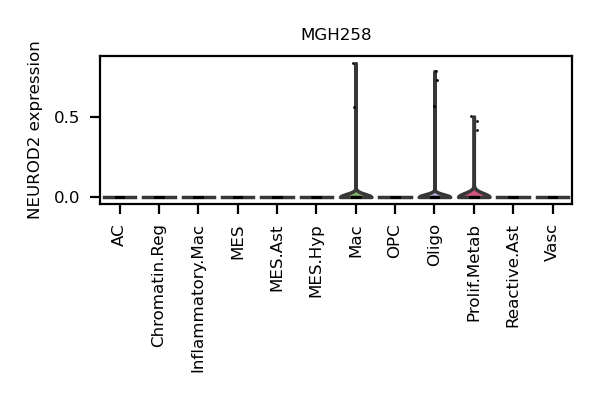 MGH258
NEUROD2 expression
0.5
0.0
AC
Chromatin.Reg
Inflammatory.Mac
MES
MES.Ast
MES.Hyp
Mac
OPC
Oligo
Prolif.Metab
Reactive.Ast
Vasc